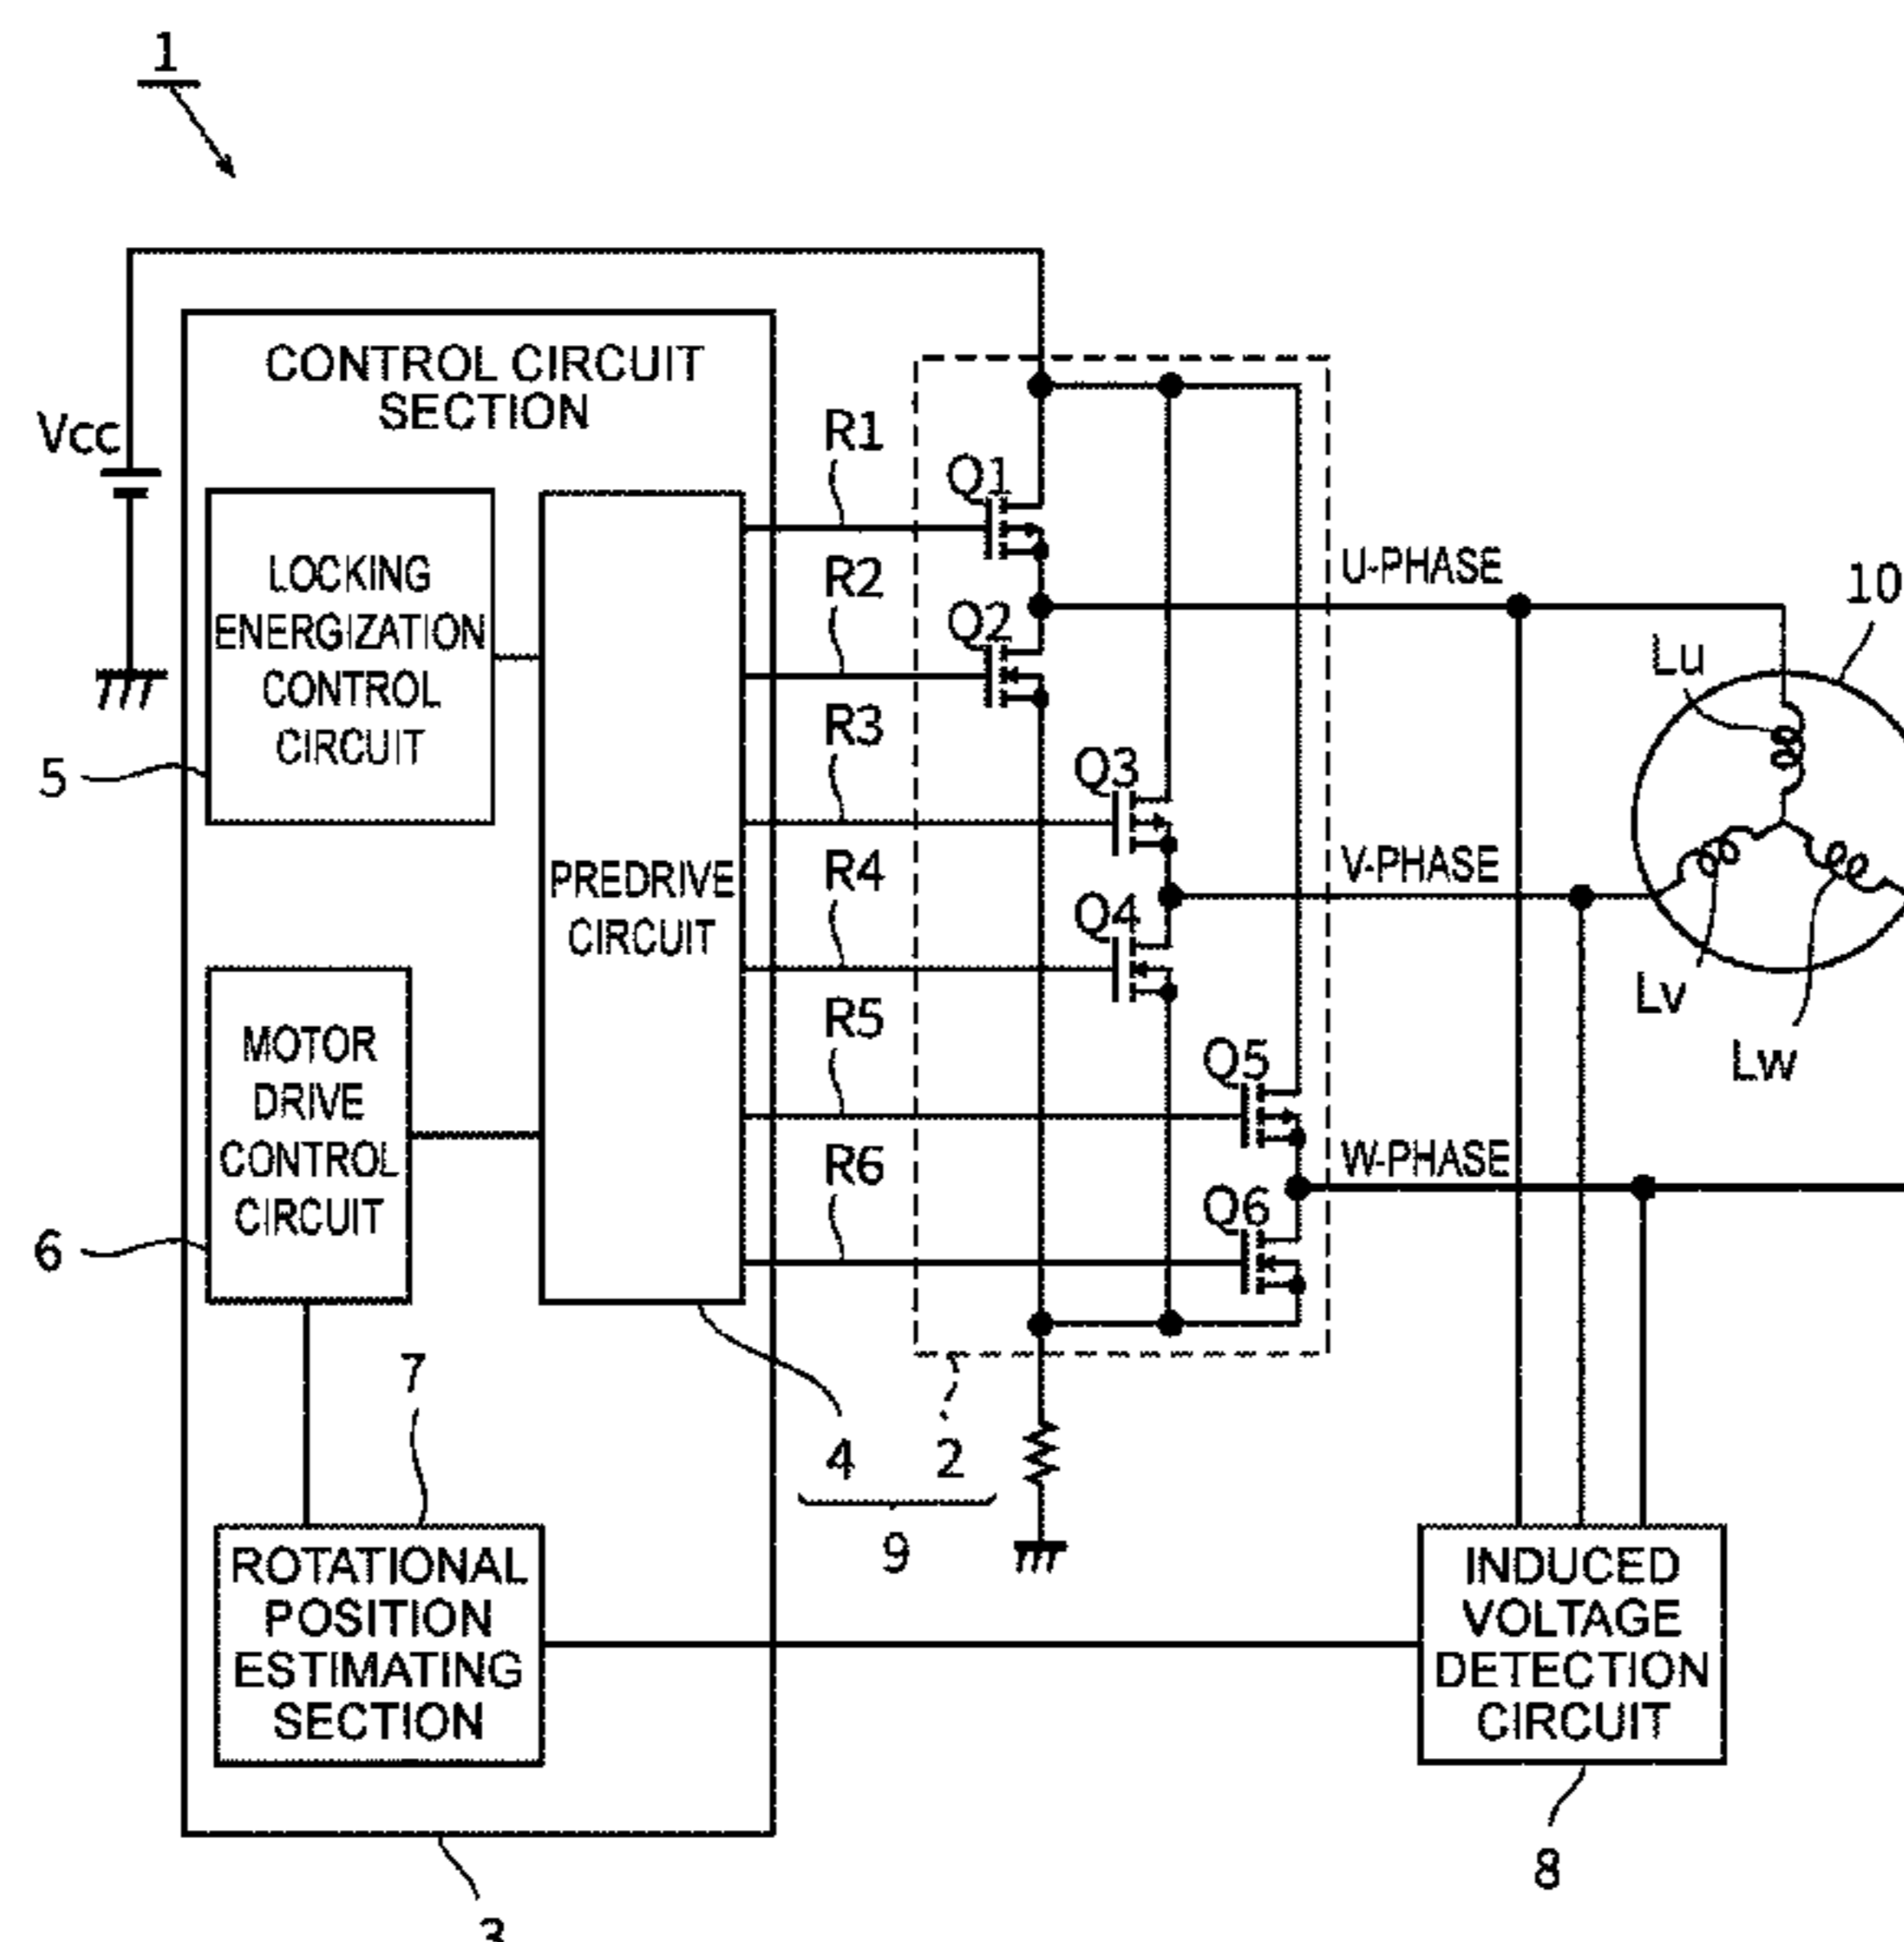 1
CONTROL CIRCUIT
SECTION
Vcc
R1
Q1
LOCKING
ENERGIZATION
CONTROL
CIRCUIT
5
R2
Q2
U-PHASE
10
Lu
R3
Q3
PREDRIVE
CIRCUIT
R4
Q4
V-PHASE
Lv
Lw
MOTOR
DRIVE
CONTROL
CIRCUIT
6
R5
Q5
R6
Q6
W-PHASE
7
4
2
9
ROTATIONAL
POSITION
ESTIMATING
SECTION
INDUCED
VOLTAGE
DETECTION
CIRCUIT
8
3